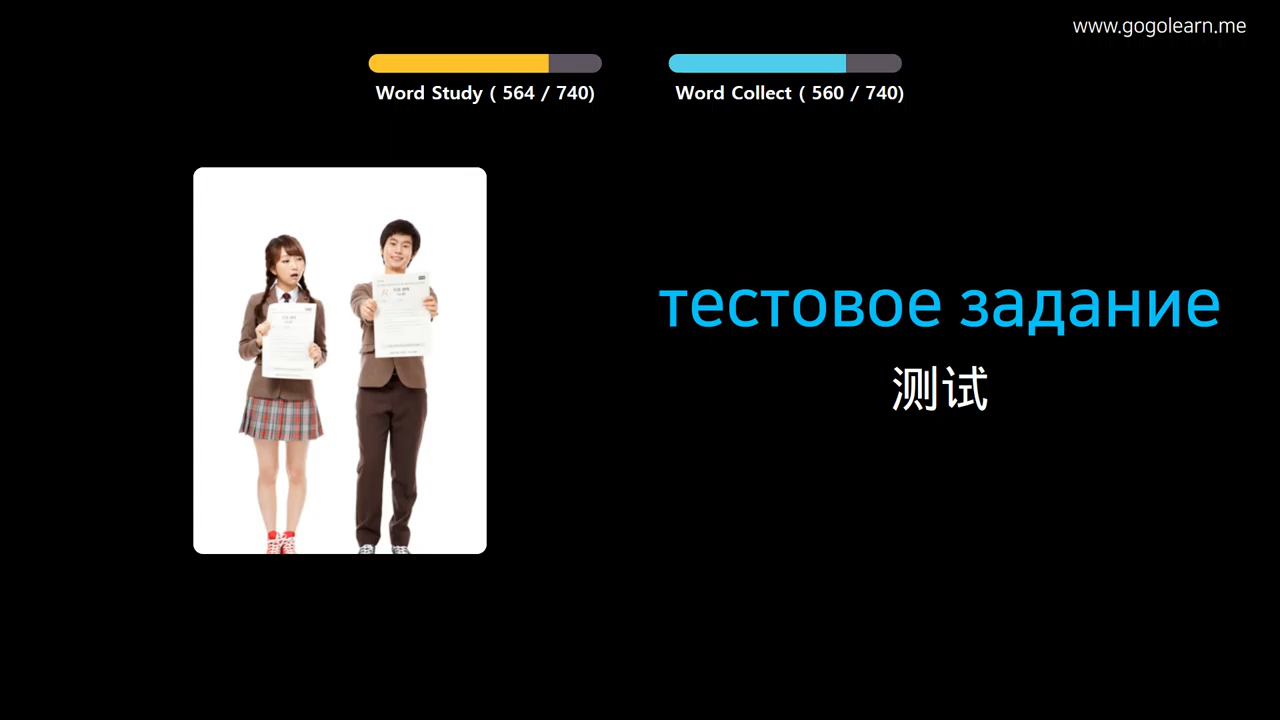 www.gogolearn.me
Word Study ( 564 / 740)
Word Collect ( 560 / 740)
тестовое задание
测试